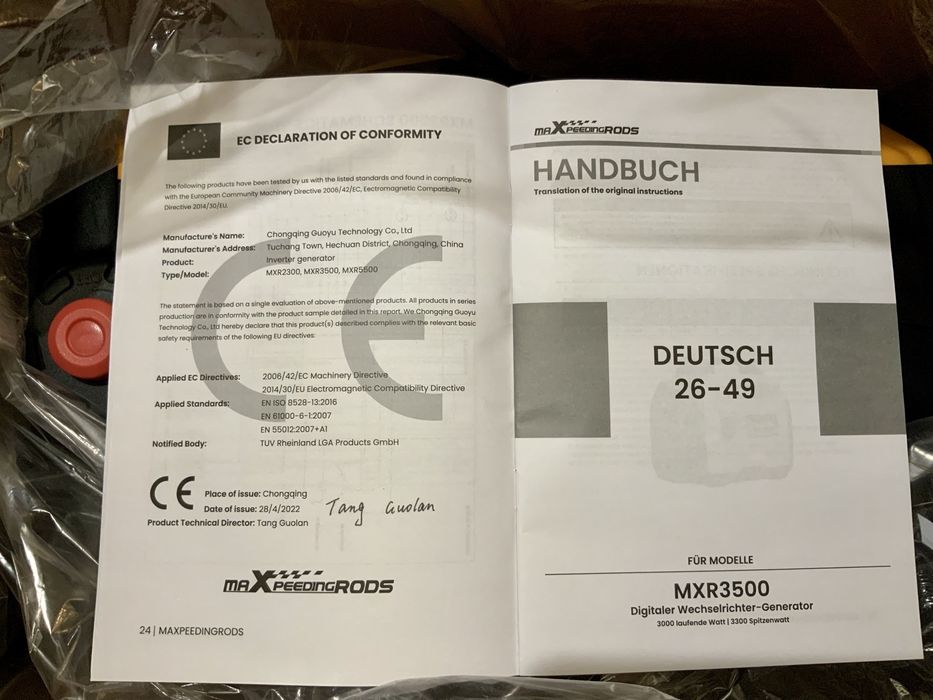 EC DECLARATION OF CONFORMITY
The following products have been tested by us with the listed standards and found in compliance
with the European Community Machinery Directive 2006/42/EC, Eectromagnetic Compatibility
Directive 2014/30/EU.
Manufacture's Name: Chongqing Guoyu Technology Co., Ltd
Manufacturer's Address: Tuchang Town, Hechuan District, Chongqing, China
Product: Inverter generator
Type/Model: MXR2300, MXR3500, MXR5500
The statement is based on a single evaluation of above-mentioned products. All products in series
production are in conformity with the product sample detailed in this report. We Chongqing Guoyu
Technology Co., Ltd hereby declare that this product(s) described complies with the relevant basic
safety requirements of the following EU directives:
Applied EC Directives: 2006/42/EC Machinery Directive
2014/30/EU Electromagnetic Compatibility Directive
Applied Standards: EN ISO 8528-13:2016
EN 61000-6-1:2007
EN 55012:2007+A1
Notified Body: TUV Rheinland LGA Products GmbH
CE
Place of issue: Chongqing
Date of issue: 28/4/2022
Tang Guolan
Product Technical Director: Tang Guolan
MAXPEEDINGRODS
24 | MAXPEEDINGRODS
MAXPEEDINGRODS
HANDBUCH
Translation of the original instructions
DEUTSCH
26-49
FÜR MODELLE
MXR3500
Digitaler Wechselrichter-Generator
3000 laufende Watt | 3300 Spitzenwatt